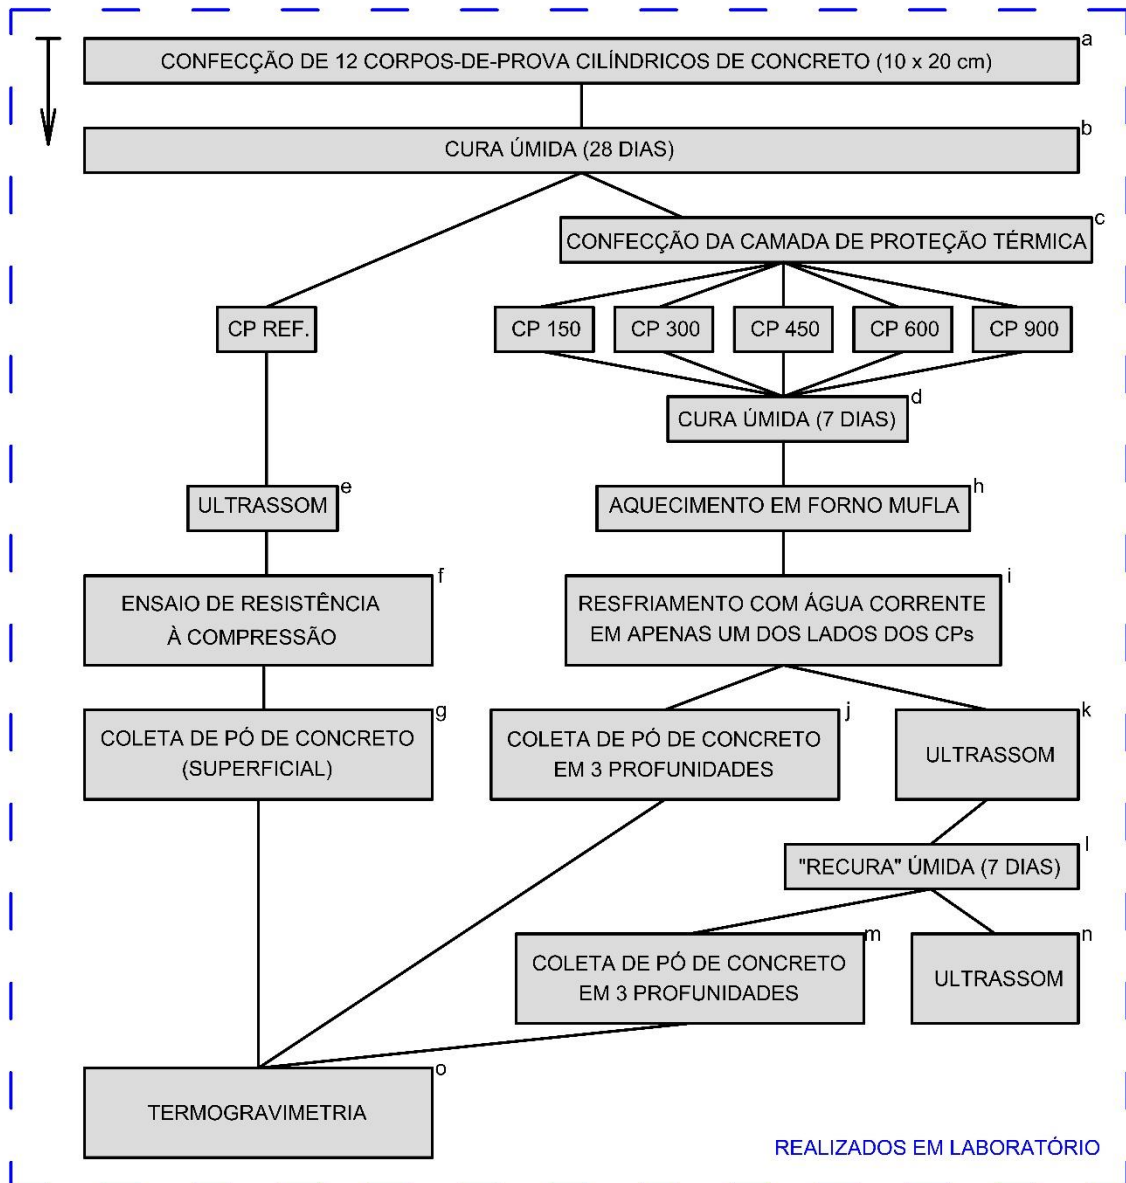 a
CONFECÇÃO DE 12 CORPOS-DE-PROVA CILÍNDRICOS DE CONCRETO (10 x 20 cm)
b
CURA ÚMIDA (28 DIAS)
c
CONFECÇÃO DA CAMADA DE PROTEÇÃO TÉRMICA
CP REF.
CP 150
CP 300
CP 450
CP 600
CP 900
d
CURA ÚMIDA (7 DIAS)
e
ULTRASSOM
h
AQUECIMENTO EM FORNO MUFLA
f
ENSAIO DE RESISTÊNCIA
À COMPRESSÃO
i
RESFRIAMENTO COM ÁGUA CORRENTE
EM APENAS UM DOS LADOS DOS CPs
g
COLETA DE PÓ DE CONCRETO
(SUPERFICIAL)
j
COLETA DE PÓ DE CONCRETO
EM 3 PROFUNIDADES
k
ULTRASSOM
l
"RECURA" ÚMIDA (7 DIAS)
m
COLETA DE PÓ DE CONCRETO
EM 3 PROFUNIDADES
n
ULTRASSOM
o
TERMOGRAVIMETRIA
REALIZADOS EM LABORATÓRIO